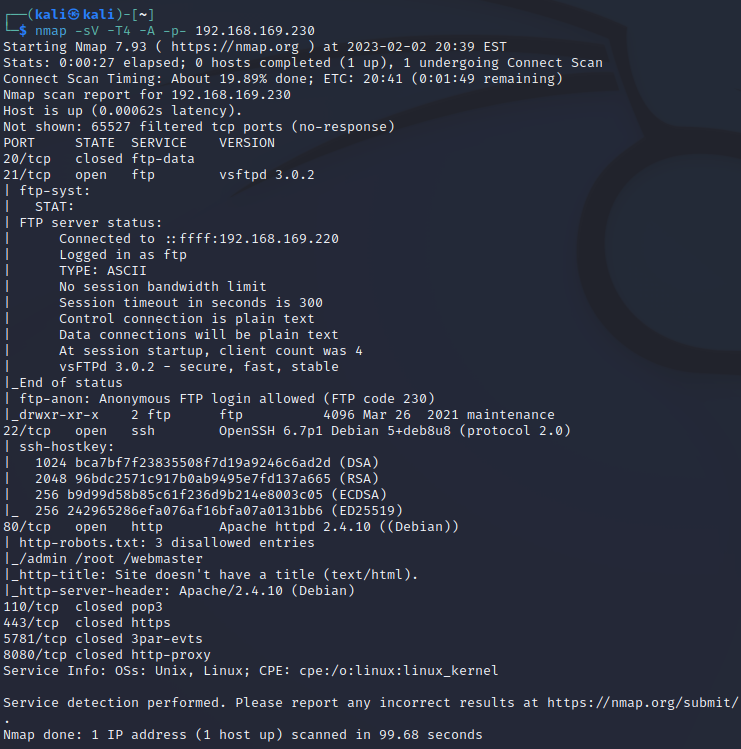 ┌──(kali㉿kali)-[~]
└─$ nmap -sV -T4 -A -p- 192.168.169.230
Starting Nmap 7.93 ( https://nmap.org ) at 2023-02-02 20:39 EST
Stats: 0:00:27 elapsed; 0 hosts completed (1 up), 1 undergoing Connect Scan
Connect Scan Timing: About 19.89% done; ETC: 20:41 (0:01:49 remaining)
Nmap scan report for 192.168.169.230
Host is up (0.00062s latency).
Not shown: 65527 filtered tcp ports (no-response)
PORT     STATE  SERVICE    VERSION
20/tcp   closed ftp-data
21/tcp   open   ftp        vsftpd 3.0.2
| ftp-syst:
|   STAT:
| FTP server status:
|      Connected to ::ffff:192.168.169.220
|      Logged in as ftp
|      TYPE: ASCII
|      No session bandwidth limit
|      Session timeout in seconds is 300
|      Control connection is plain text
|      Data connections will be plain text
|      At session startup, client count was 4
|      vsFTPd 3.0.2 - secure, fast, stable
|_End of status
| ftp-anon: Anonymous FTP login allowed (FTP code 230)
|_drwxr-xr-x    2 ftp      ftp          4096 Mar 26  2021 maintenance
22/tcp   open   ssh        OpenSSH 6.7p1 Debian 5+deb8u8 (protocol 2.0)
| ssh-hostkey:
|   1024 bca7bf7f23835508f7d19a9246c6ad2d (DSA)
|   2048 96bdc2571c917b0ab9495e7fd137a665 (RSA)
|   256 b9d99d58b85c61f236d9b214e8003c05 (ECDSA)
|_  256 242965286efa076af16bfa07a0131bb6 (ED25519)
80/tcp   open   http       Apache httpd 2.4.10 ((Debian))
| http-robots.txt: 3 disallowed entries
|_/admin /root /webmaster
|_http-title: Site doesn't have a title (text/html).
|_http-server-header: Apache/2.4.10 (Debian)
110/tcp  closed pop3
443/tcp  closed https
5781/tcp closed 3par-evts
8080/tcp closed http-proxy
Service Info: OSs: Unix, Linux; CPE: cpe:/o:linux:linux_kernel

Service detection performed. Please report any incorrect results at https://nmap.org/submit/
.
Nmap done: 1 IP address (1 host up) scanned in 99.68 seconds